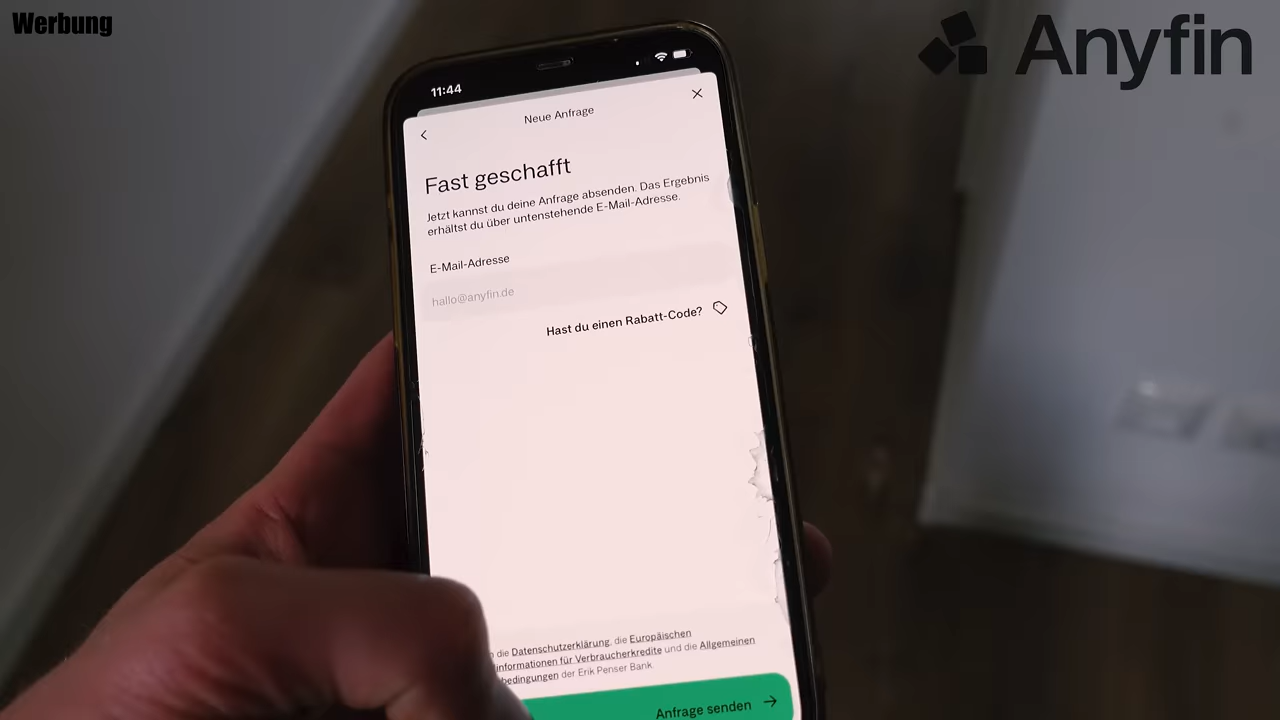 Werbung
Anyfin
11:44
Neue Anfrage
Fast geschafft
Jetzt kannst du deine Anfrage absenden. Das Ergebnis
erhältst du über untenstehende E-Mail-Adresse.
E-Mail-Adresse
hallo@anyfin.de
Hast du einen Rabatt-Code?
die Datenschutzerklärung, die Europäischen
informationen für Verbraucherkredite und die Allgemeinen
bedingungen der Erik Penser Bank.
Anfrage senden